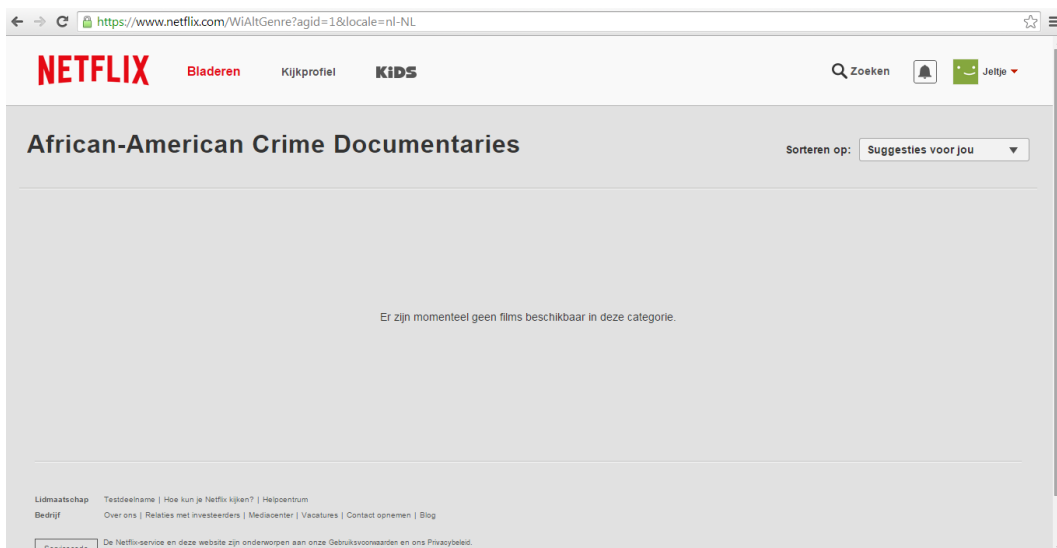 https://www.netflix.com/WiAltGenre?agid=1&locale=nl-NL
NETFLIX Bladeren Kijkprofiel KiDS Zoeken Jeltje
African-American Crime Documentaries
Sorteren op: Suggesties voor jou
Er zijn momenteel geen films beschikbaar in deze categorie.
Lidmaatschap Testdeelname | Hoe kun je Netflix kijken? | Helpcentrum
Bedrijf Over ons | Relaties met investeerders | Mediacenter | Vacatures | Contact opnemen | Blog
De Netflix-service en deze website zijn onderworpen aan onze Gebruiksvoorwaarden en ons Privacybeleid.